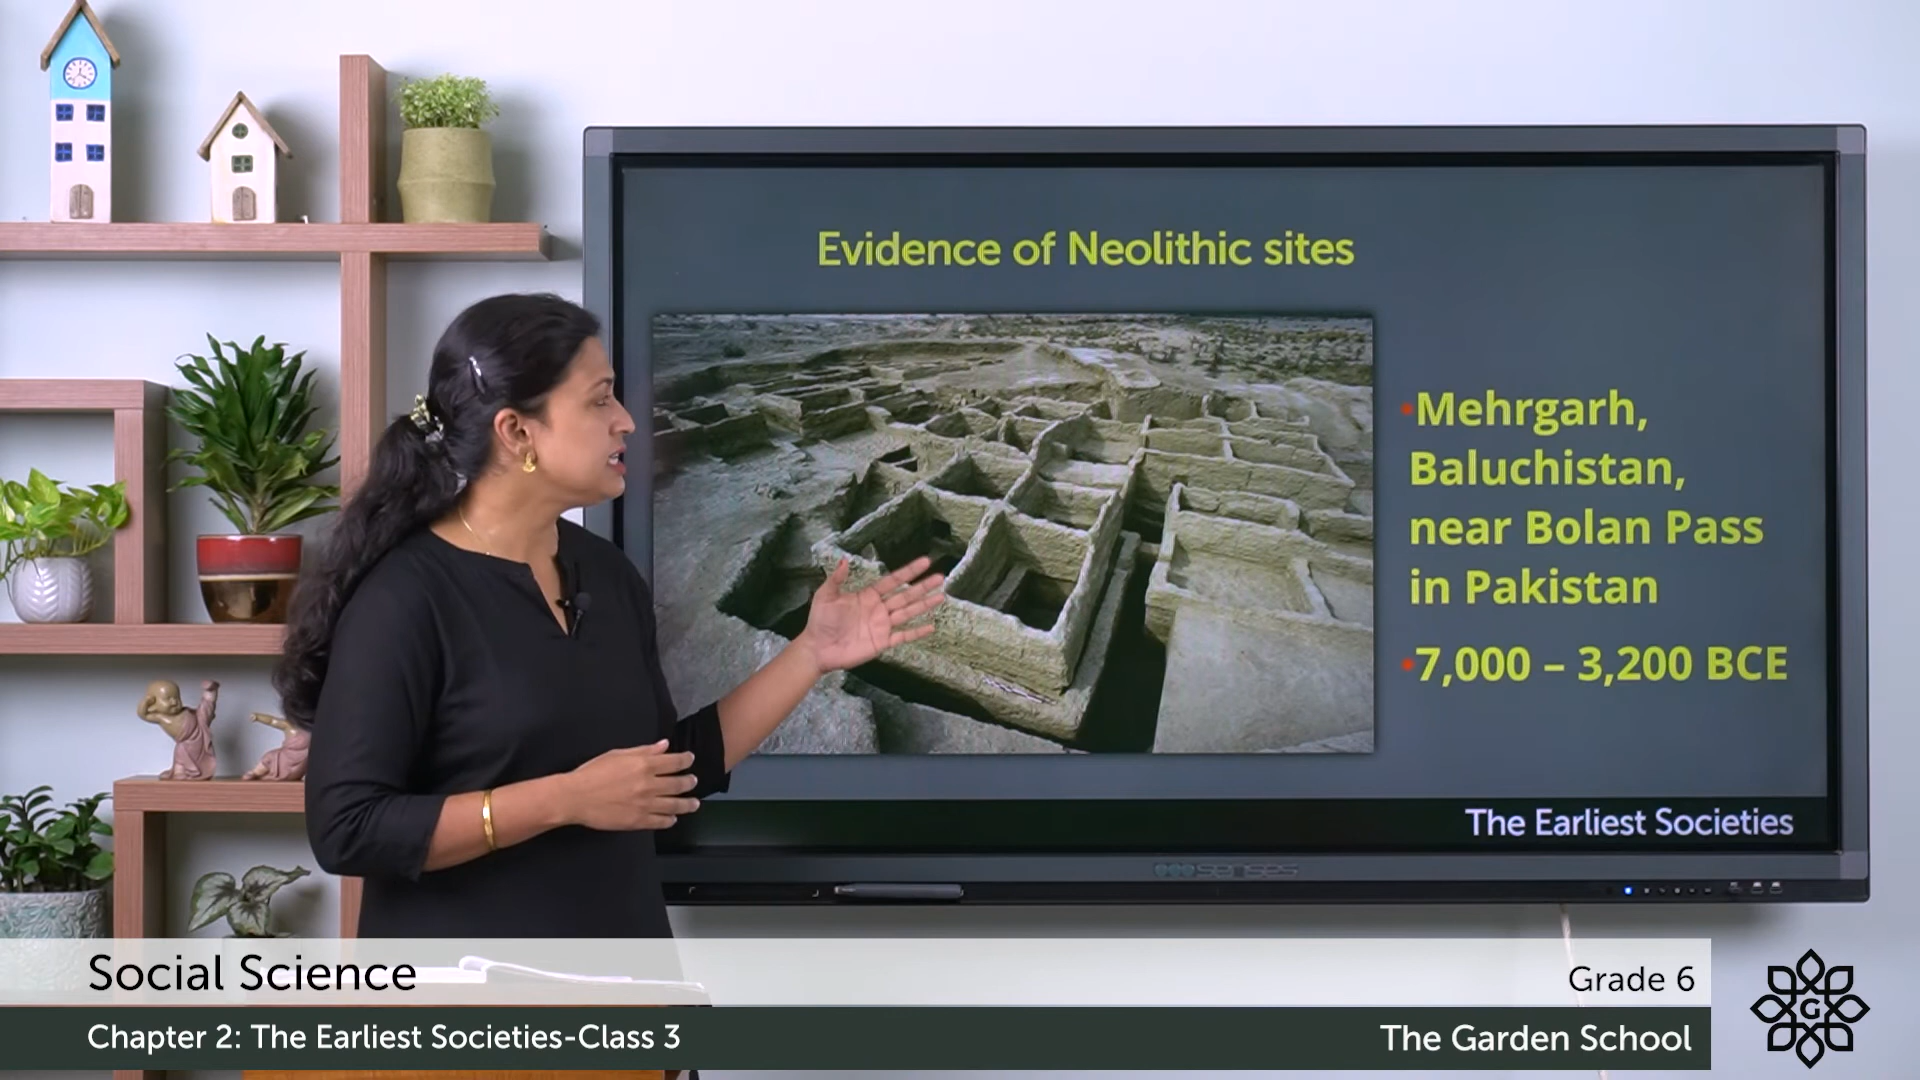 Evidence of Neolithic sites
•Mehrgarh,
Baluchistan,
near Bolan Pass
in Pakistan
•7,000 – 3,200 BCE
The Earliest Societies
senses
Social Science
Grade 6
Chapter 2: The Earliest Societies-Class 3
The Garden School
G